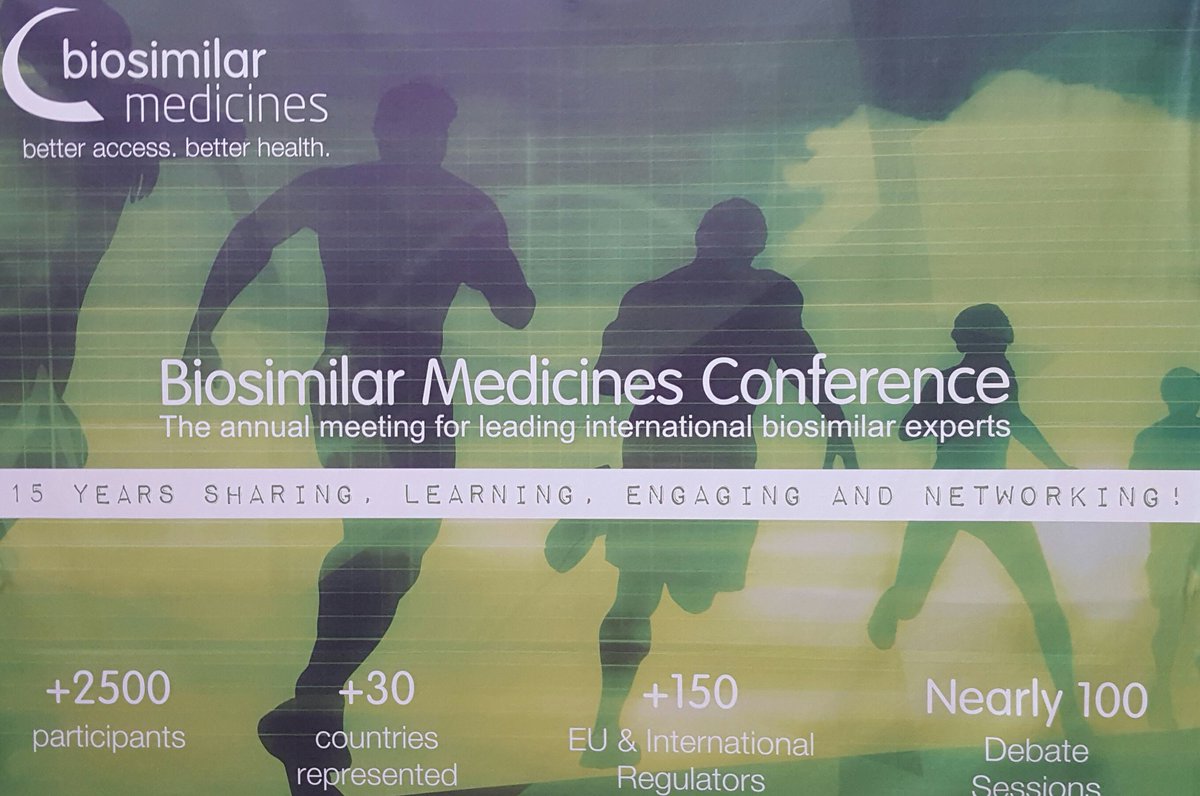 biosimilar
medicines
better access. better health.
Biosimilar Medicines Conference
The annual meeting for leading international biosimilar experts
15 YEARS SHARING, LEARNING, ENGAGING AND NETWORKING!
+2500
participants
+30
countries
represented
+150
EU & International
Regulators
Nearly 100
Debate
Sessions